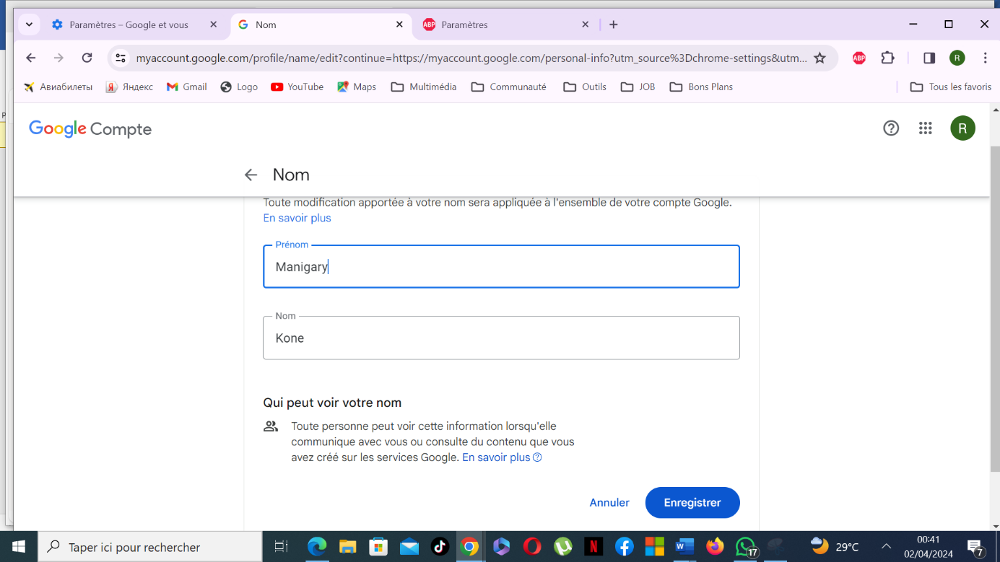 Paramètres – Google et vous
Nom
ABP Paramètres
myaccount.google.com/profile/name/edit?continue=https://myaccount.google.com/personal-info?utm_source%3Dchrome-settings&utm...
ABP
R
Авиабилеты
Я Яндекс
Gmail
Logo
YouTube
Maps
Multimédia
Communauté
Outils
JOB
Bons Plans
Tous les favoris
P
Google Compte
R
Nom
Toute modification apportée à votre nom sera appliquée à l'ensemble de votre compte Google.
En savoir plus
Prénom
Manigary
Nom
Kone
Qui peut voir votre nom
Toute personne peut voir cette information lorsqu'elle
communique avec vous ou consulte du contenu que vous
avez créé sur les services Google. En savoir plus
Annuler
Enregistrer
Taper ici pour rechercher
N
W
17
29°C
00:41
02/04/2024
7